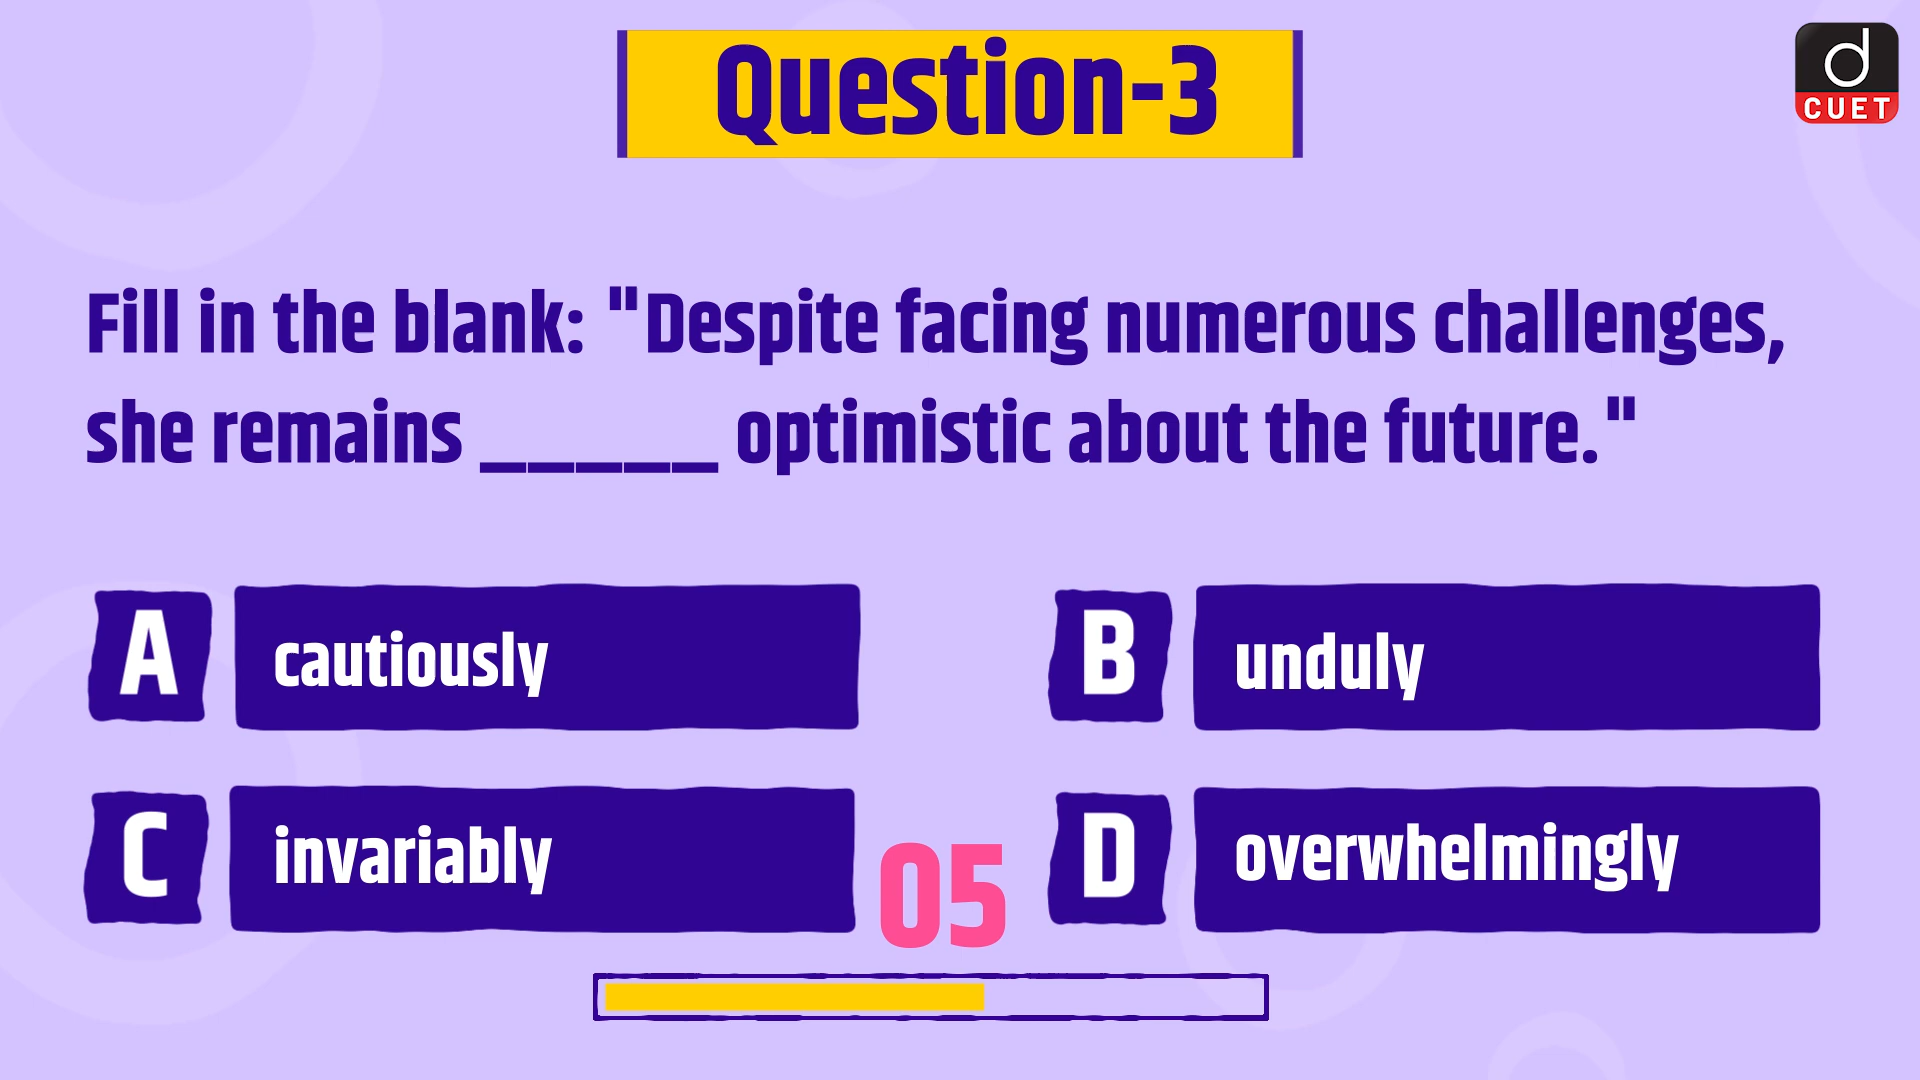 Question-3
d
CUET
Fill in the blank: "Despite facing numerous challenges,
she remains _____ optimistic about the future."
A cautiously
B unduly
C invariably
D overwhelmingly
05